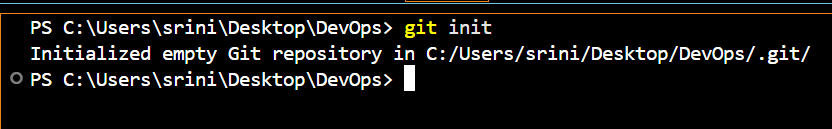 PS C:\Users\srini\Desktop\DevOps> git init
Initialized empty Git repository in C:/Users/srini/Desktop/DevOps/.git/
PS C:\Users\srini\Desktop\DevOps>